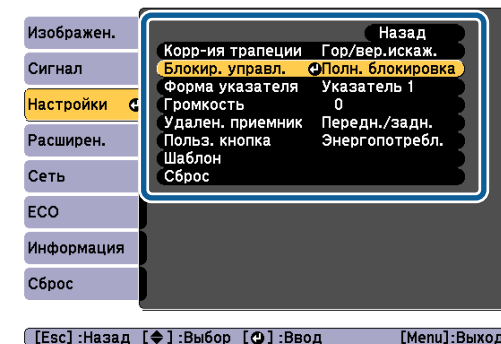 Изображен.
Сигнал
Настройки
Расширен.
Сеть
ECO
Информация
Сброс
Назад
Корр-ия трапеции Гор/вер.искаж.
Блокир. управл. Полн. блокировка
Форма указателя Указатель 1
Громкость 0
Удален. приемник Передн./задн.
Польз. кнопка Энергопотребл.
Шаблон
Сброс
[Esc] :Назад [◆] :Выбор [⏎] :Ввод [Menu]:Выход